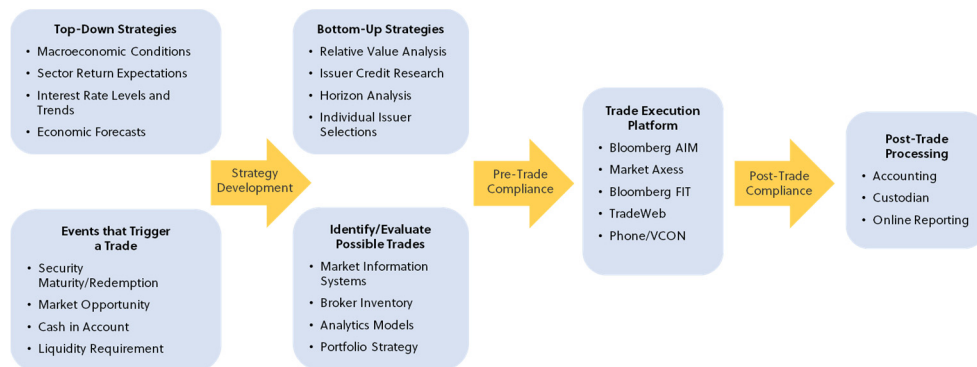 Top-Down Strategies
• Macroeconomic Conditions
• Sector Return Expectations
• Interest Rate Levels and
Trends
• Economic Forecasts
Events that Trigger
a Trade
• Security
Maturity/Redemption
• Market Opportunity
• Cash in Account
• Liquidity Requirement
Strategy
Development
Bottom-Up Strategies
• Relative Value Analysis
• Issuer Credit Research
• Horizon Analysis
• Individual Issuer
Selections
Identify/Evaluate
Possible Trades
• Market Information
Systems
• Broker Inventory
• Analytics Models
• Portfolio Strategy
Pre-Trade
Compliance
Trade Execution
Platform
• Bloomberg AIM
• Market Axess
• Bloomberg FIT
• TradeWeb
• Phone/VCON
Post-Trade
Compliance
Post-Trade
Processing
• Accounting
• Custodian
• Online Reporting